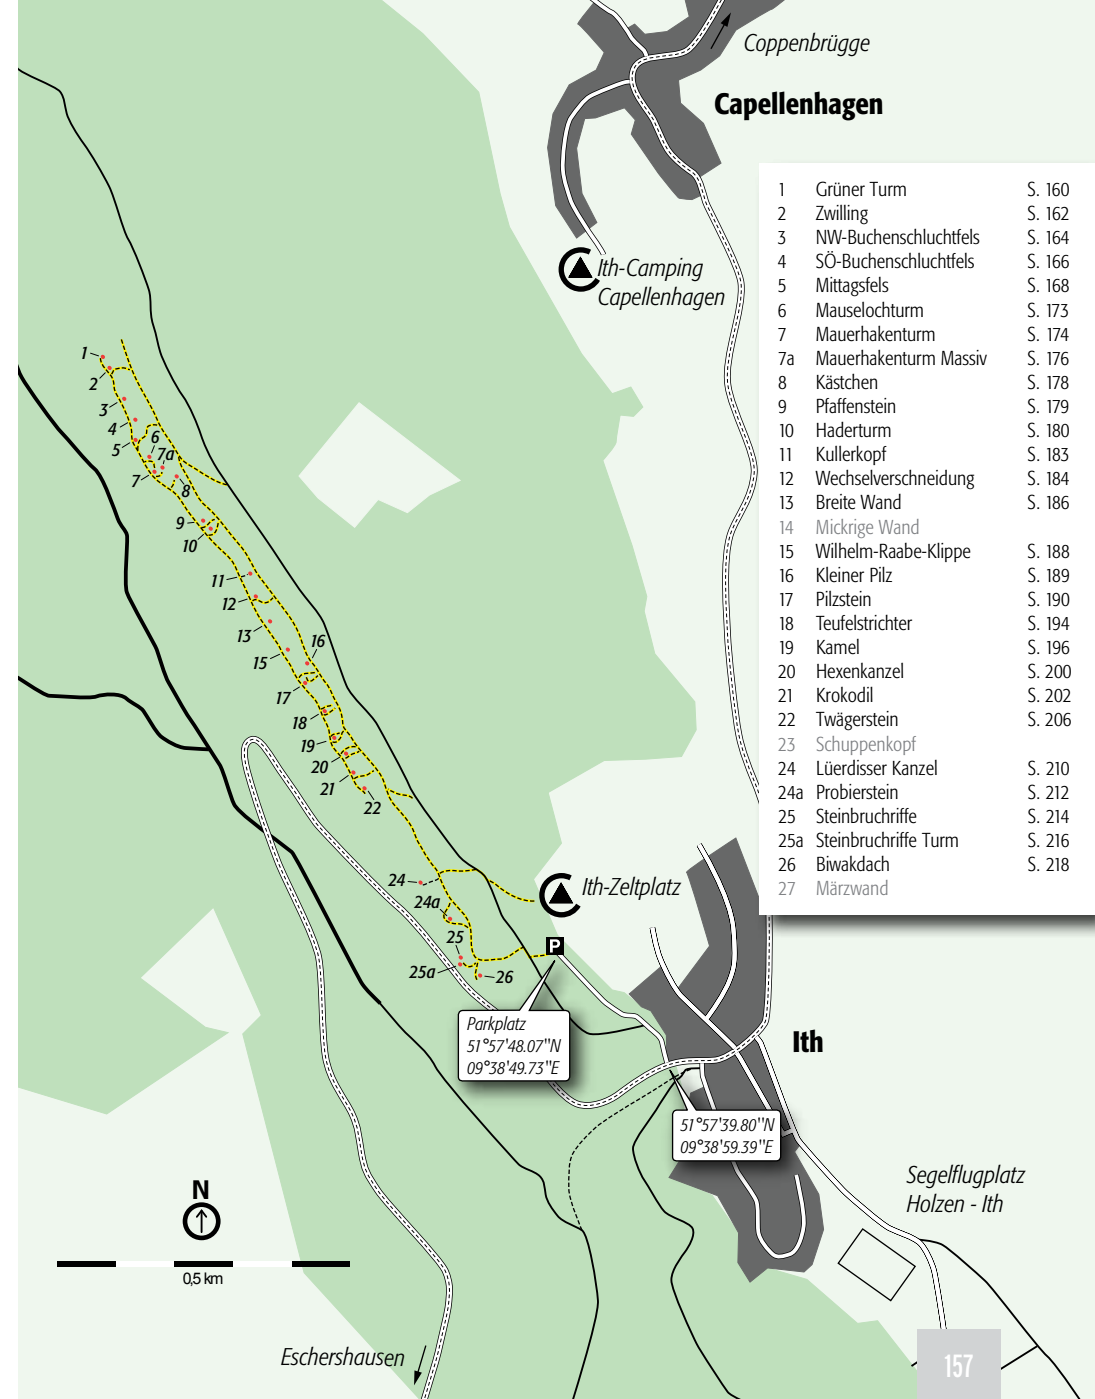 Coppenbrügge
Capellenhagen
1 Grüner Turm S. 160
2 Zwilling S. 162
3 NW-Buchenschluchtfels S. 164
4 SÖ-Buchenschluchtfels S. 166
5 Mittagsfels S. 168
6 Mauselochturm S. 173
7 Mauerhakenturm S. 174
7a Mauerhakenturm Massiv S. 176
8 Kästchen S. 178
9 Pfaffenstein S. 179
10 Haderturm S. 180
11 Kullerkopf S. 183
12 Wechselverschneidung S. 184
13 Breite Wand S. 186
14 Mickrige Wand
15 Wilhelm-Raabe-Klippe S. 188
16 Kleiner Pilz S. 189
17 Pilzstein S. 190
18 Teufelstrichter S. 194
19 Kamel S. 196
20 Hexenkanzel S. 200
21 Krokodil S. 202
22 Twägerstein S. 206
23 Schuppenkopf
24 Lüerdisser Kanzel S. 210
24a Probierstein S. 212
25 Steinbruchriffe S. 214
25a Steinbruchriffe Turm S. 216
26 Biwakdach S. 218
27 Märzwand
Ith-Camping
Capellenhagen
1
2
3
4
5
6
7a
7
8
9
10
11
12
13
15
16
17
18
19
20
21
22
24
24a
25
25a
26
Ith-Zeltplatz
P
Parkplatz
51°57'48.07"N
09°38'49.73"E
Ith
51°57'39.80"N
09°38'59.39"E
Segelflugplatz
Holzen - Ith
N
0,5 km
Eschershausen
157